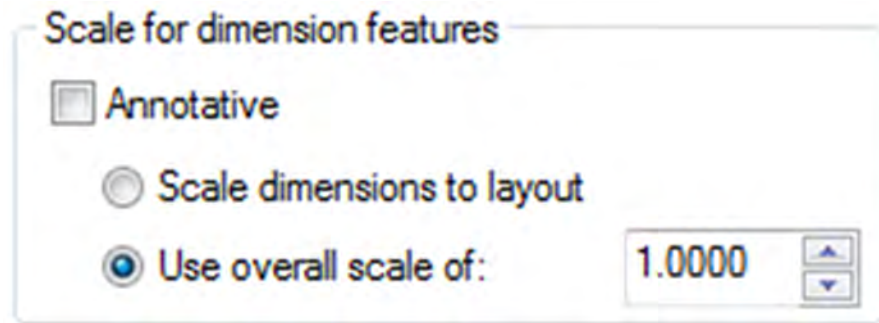 Scale for dimension features
Annotative
Scale dimensions to layout
Use overall scale of: 1.0000